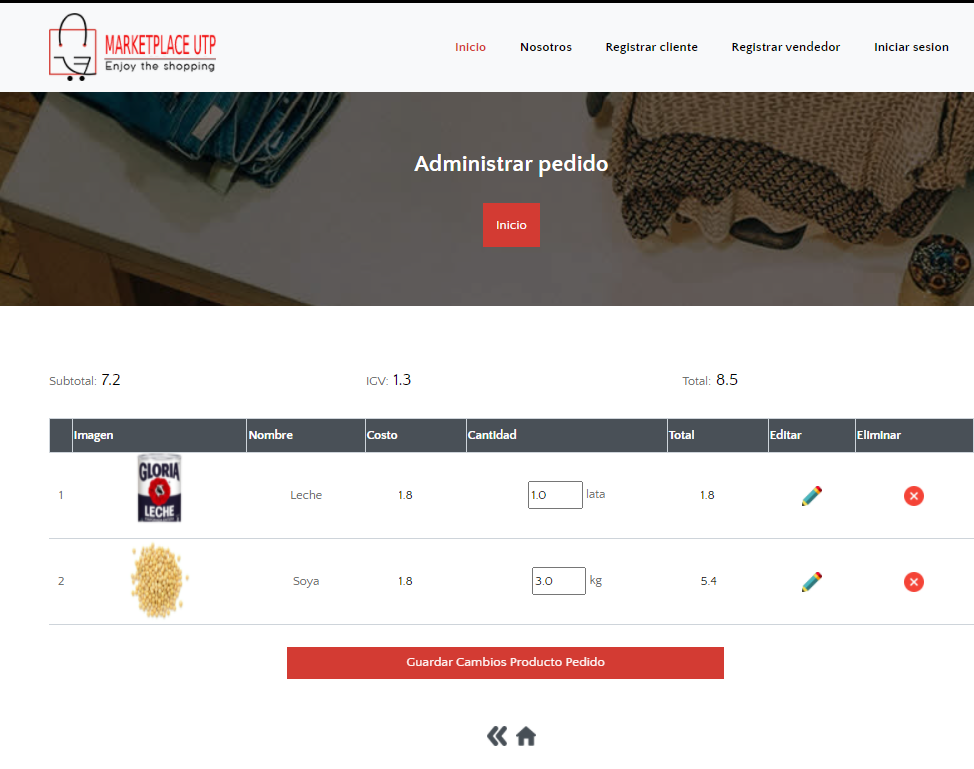 MARKETPLACE UTP
Enjoy the shopping
Inicio Nosotros Registrar cliente Registrar vendedor Iniciar sesion
Administrar pedido
Inicio
Subtotal: 7.2 IGV: 1.3 Total: 8.5
Imagen Nombre Costo Cantidad Total Editar Eliminar
GLORIA
LECHE
1 Leche 1.8 1.0 lata 1.8
2 Soya 1.8 3.0 kg 5.4
Guardar Cambios Producto Pedido